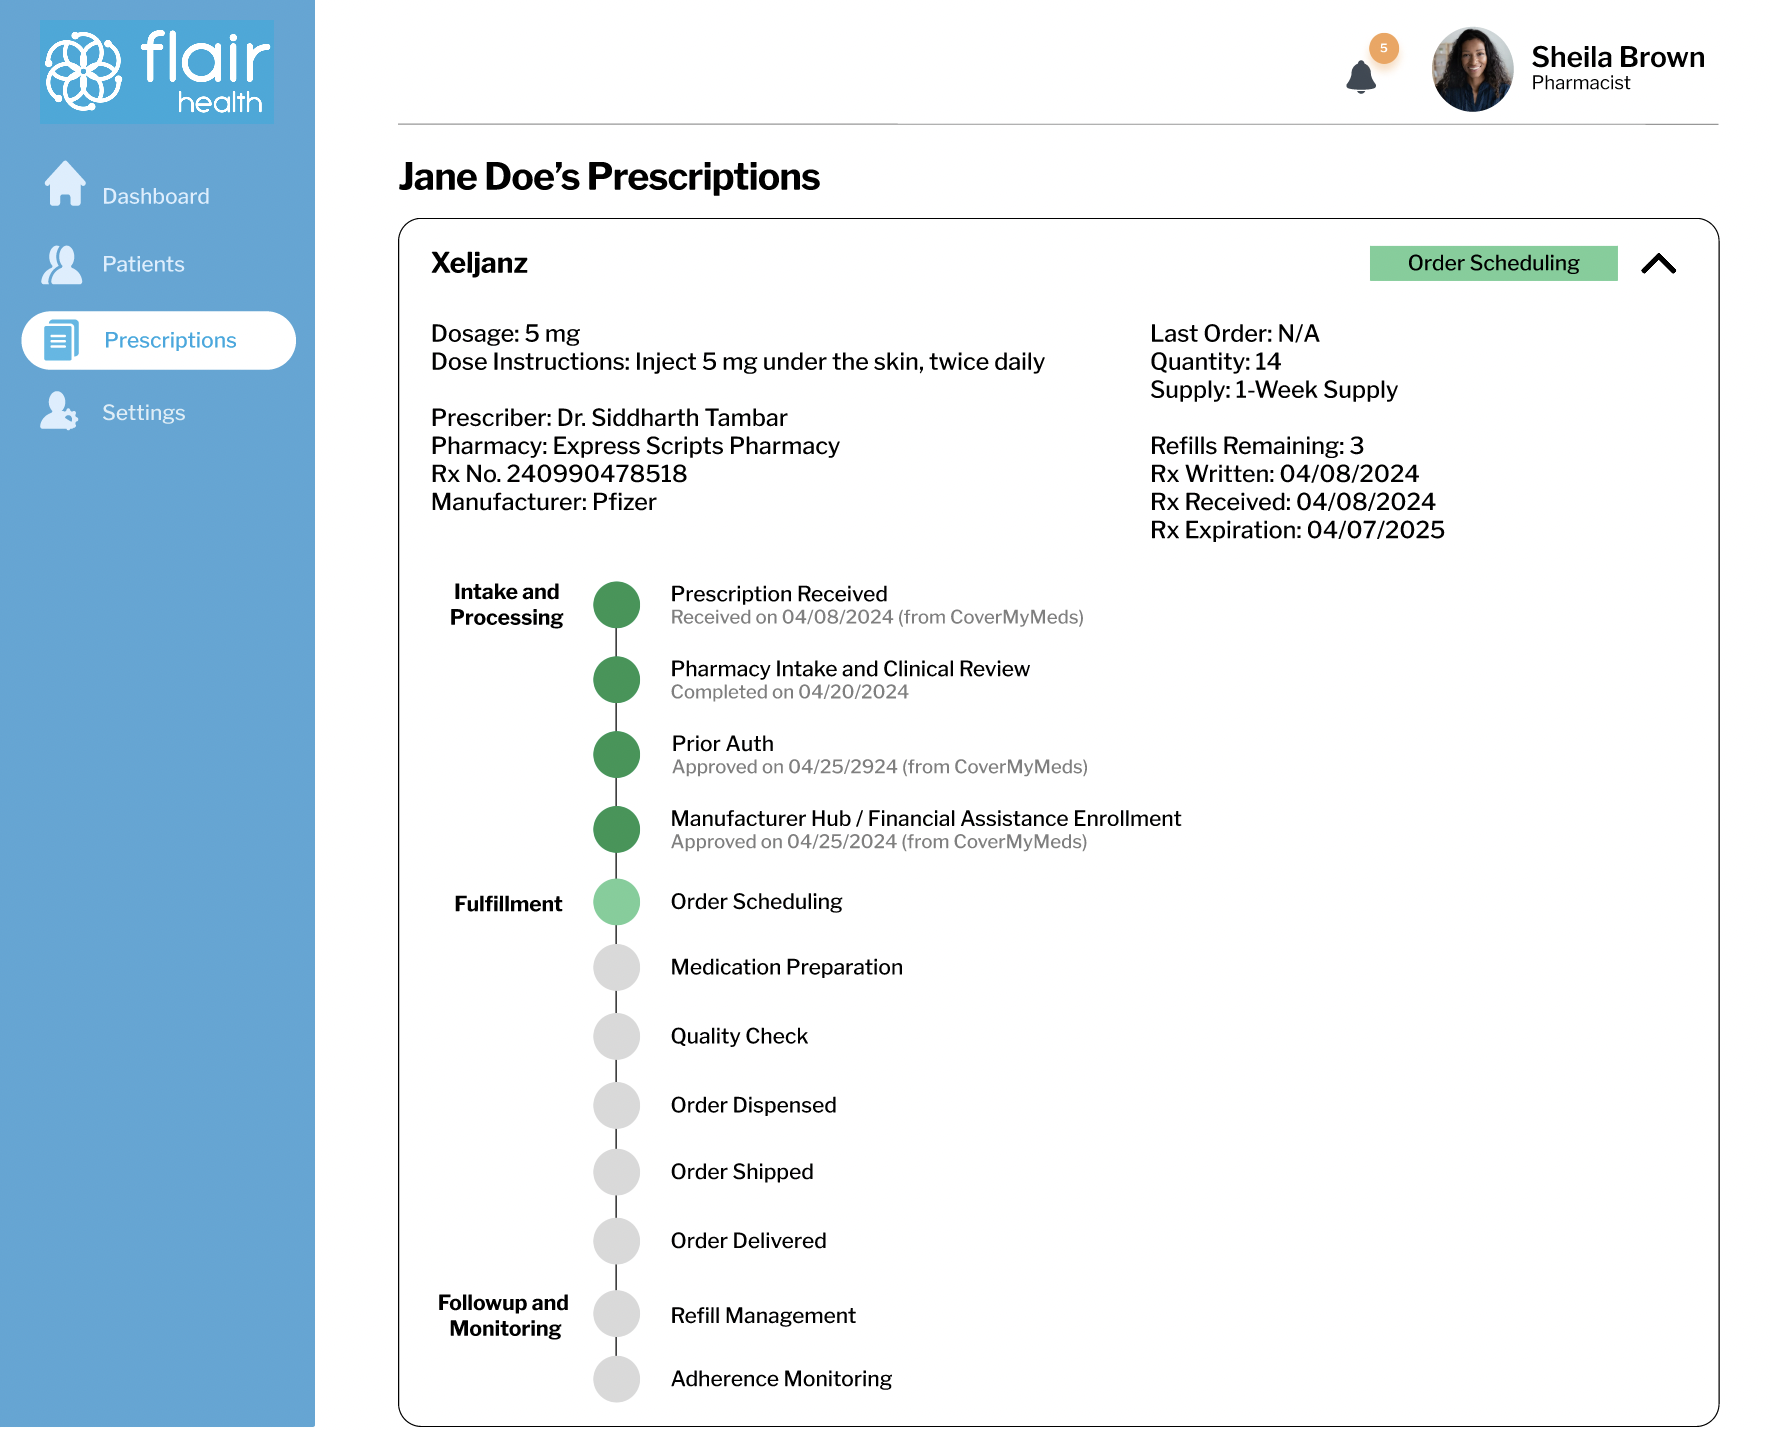 flair
health
Dashboard
Patients
Prescriptions
Settings
5
Sheila Brown
Pharmacist
Jane Doe’s Prescriptions
Xeljanz
Order Scheduling
Dosage: 5 mg
Dose Instructions: Inject 5 mg under the skin, twice daily
Prescriber: Dr. Siddharth Tambar
Pharmacy: Express Scripts Pharmacy
Rx No. 240990478518
Manufacturer: Pfizer
Last Order: N/A
Quantity: 14
Supply: 1-Week Supply
Refills Remaining: 3
Rx Written: 04/08/2024
Rx Received: 04/08/2024
Rx Expiration: 04/07/2025
Intake and
Processing
Prescription Received
Received on 04/08/2024 (from CoverMyMeds)
Pharmacy Intake and Clinical Review
Completed on 04/20/2024
Prior Auth
Approved on 04/25/2924 (from CoverMyMeds)
Manufacturer Hub / Financial Assistance Enrollment
Approved on 04/25/2024 (from CoverMyMeds)
Fulfillment
Order Scheduling
Medication Preparation
Quality Check
Order Dispensed
Order Shipped
Order Delivered
Followup and
Monitoring
Refill Management
Adherence Monitoring